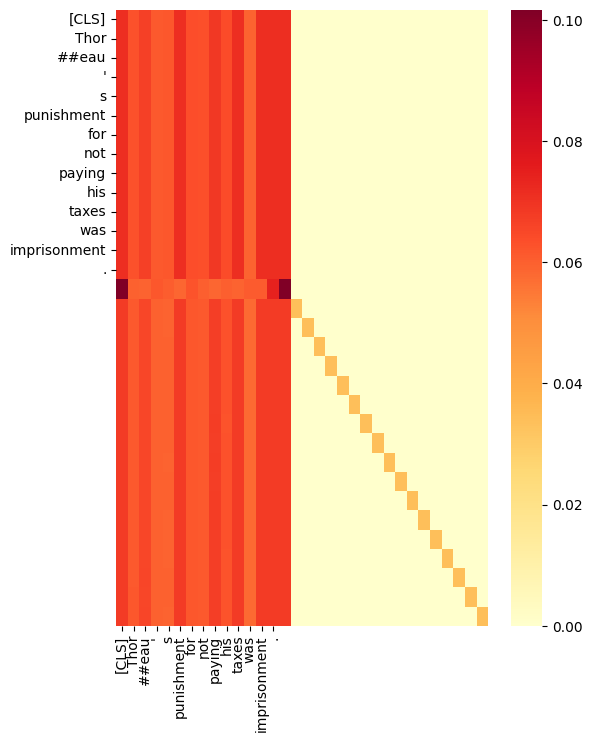 [CLS]
Thor
##eau
'
s
punishment
for
not
paying
his
taxes
was
imprisonment
.
0.10
0.08
0.06
0.04
0.02
0.00
[CLS]
Thor
##eau
'
s
punishment
for
not
paying
his
taxes
was
imprisonment
.